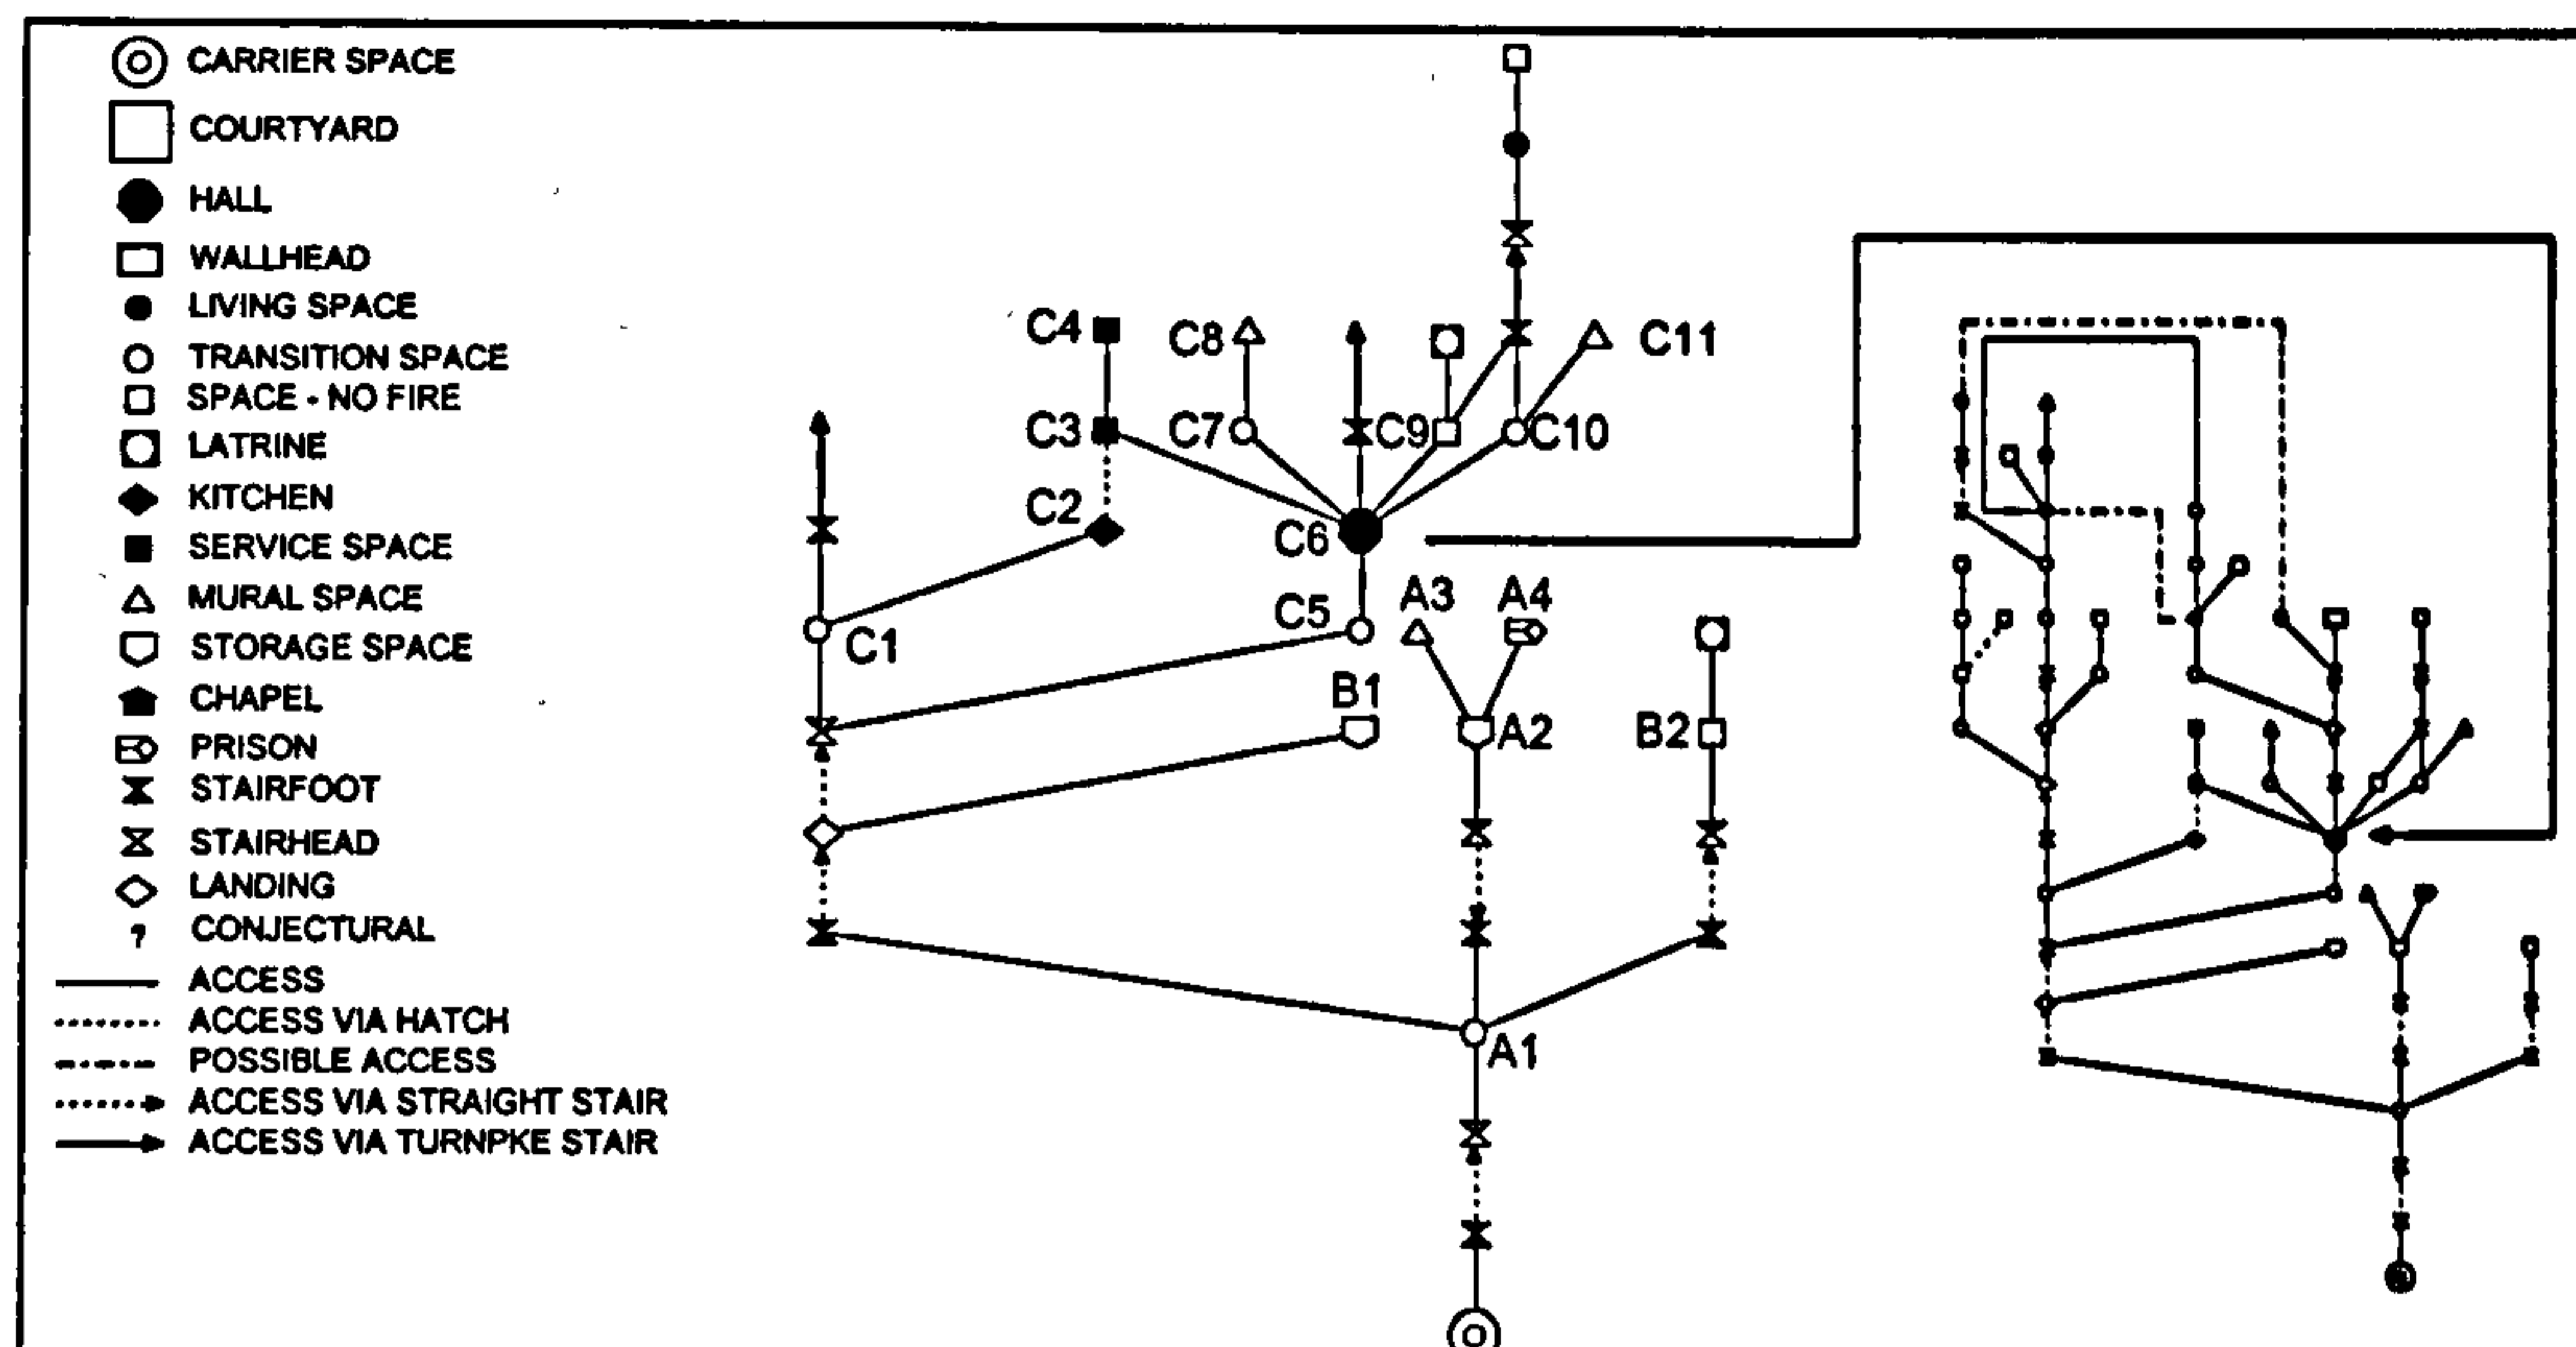 CARRIER SPACE
COURTYARD
HALL
WALLHEAD
LIVING SPACE
TRANSITION SPACE
SPACE - NO FIRE
LATRINE
KITCHEN
SERVICE SPACE
MURAL SPACE
STORAGE SPACE
CHAPEL
PRISON
STAIRFOOT
STAIRHEAD
LANDING
? CONJECTURAL
ACCESS
ACCESS VIA HATCH
POSSIBLE ACCESS
ACCESS VIA STRAIGHT STAIR
ACCESS VIA TURNPKE STAIR
C4 C8 C11
C3 C7 C9 C10
C2 C6
C1 C5 A3 A4
B1 A2 B2
A1